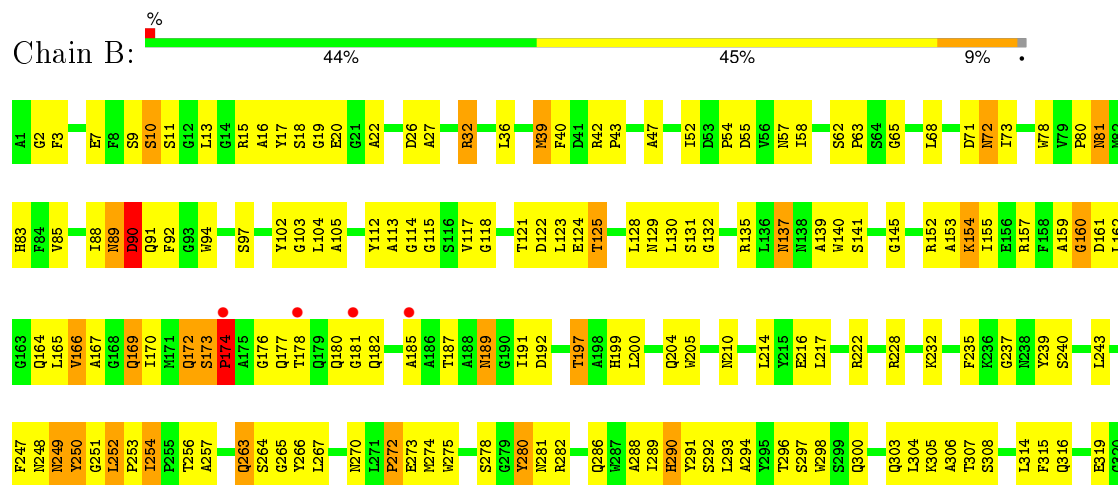 %
Chain B:
44% 45% 9% •
A1 G2 F3 E7 F8 S9 S10 S11 G12 L13 G14 R15 A16 Y17 S18 G19 E20 G21 A22 D26 A27 R32 L36 M39 F40 D41 R42 P43 A47 I52 D53 P54 D55 V56 N57 I58 S62 P63 S64 G65 L68 D71 N72 I73 W78 V79 P80 N81 M82
H83 F84 V85 I88 N89 D90 Q91 F92 G93 W94 S97 Y102 G103 L104 A105 Y112 A113 G114 G115 S116 V117 G118 T121 D122 L123 E124 T125 L128 N129 L130 S131 G132 R135 L136 N137 N138 A139 W140 S141 G145 R152 A153 K154 I155 E156 R157 F158 A159 G160 D161 L162
G163 Q164 L165 V166 A167 G168 Q169 I170 M171 Q172 S173 P174 A175 G176 Q177 T178 Q179 Q180 G181 Q182 A185 A186 T187 A188 N189 G190 I191 D192 T197 A198 H199 L200 Q204 W205 N210 L214 Y215 E216 L217 R222 R228 K232 F235 K236 G237 N238 Y239 S240 L243
F247 N248 N249 Y250 G251 L252 P253 I254 P255 T256 A257 Q263 S264 G265 Y266 L267 N270 L271 P272 E273 M274 W275 S278 G279 Y280 N281 R282 Q286 W287 A288 I289 H290 Y291 S292 L293 A294 Y295 T296 S297 W298 S299 Q300 Q303 L304 K305 A306 T307 S308 L314 F315 Q316 E319